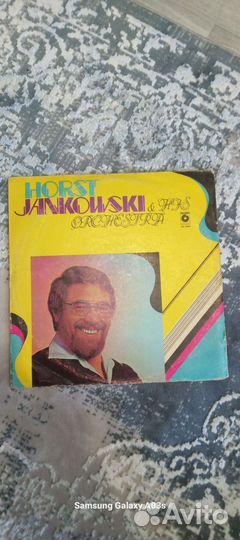 HORST
JANKOWSKI & HIS
ORCHESTRA
Samsung Galaxy A03s
Avito